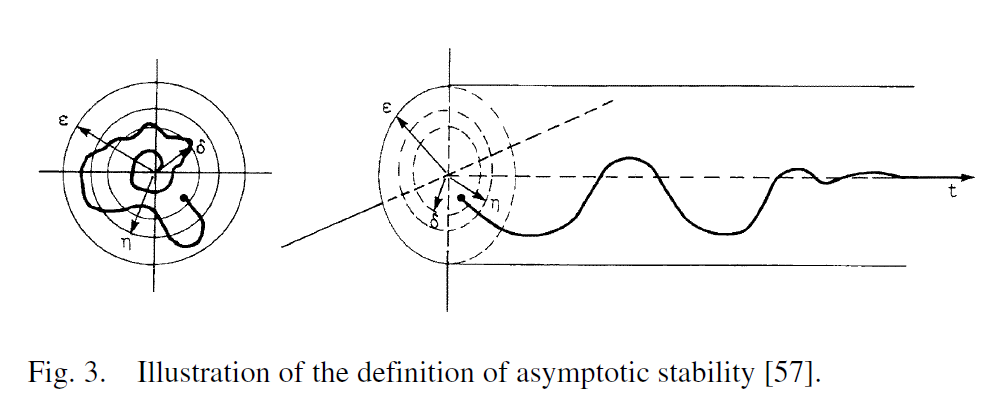 ε
δ
η
ε
δ
η
t
Fig. 3. Illustration of the definition of asymptotic stability [57].